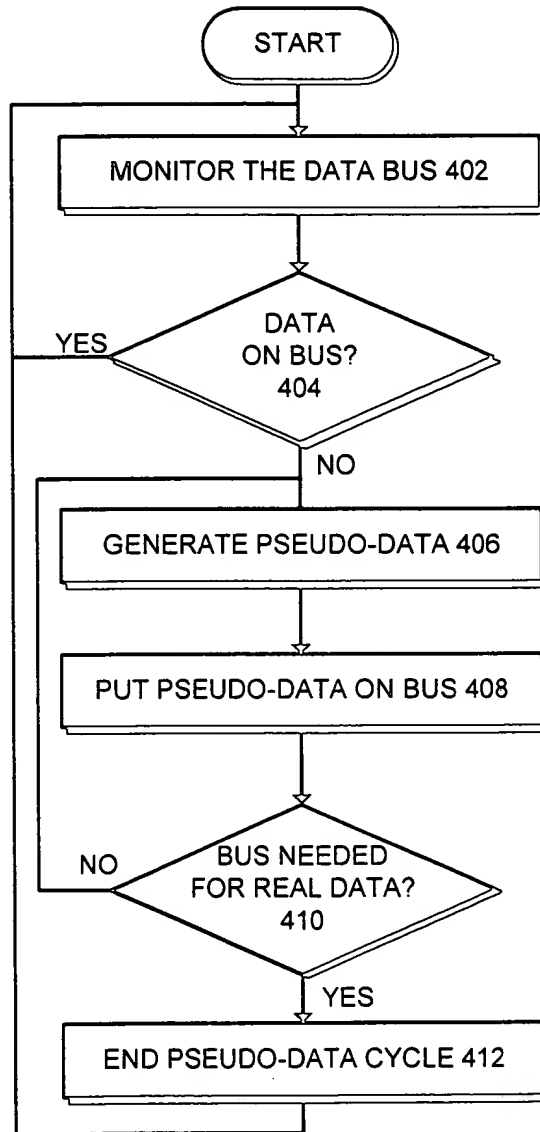 START
MONITOR THE DATA BUS 402
DATA
ON BUS?
404
YES
NO
GENERATE PSEUDO-DATA 406
PUT PSEUDO-DATA ON BUS 408
BUS NEEDED
FOR REAL DATA?
410
NO
YES
END PSEUDO-DATA CYCLE 412